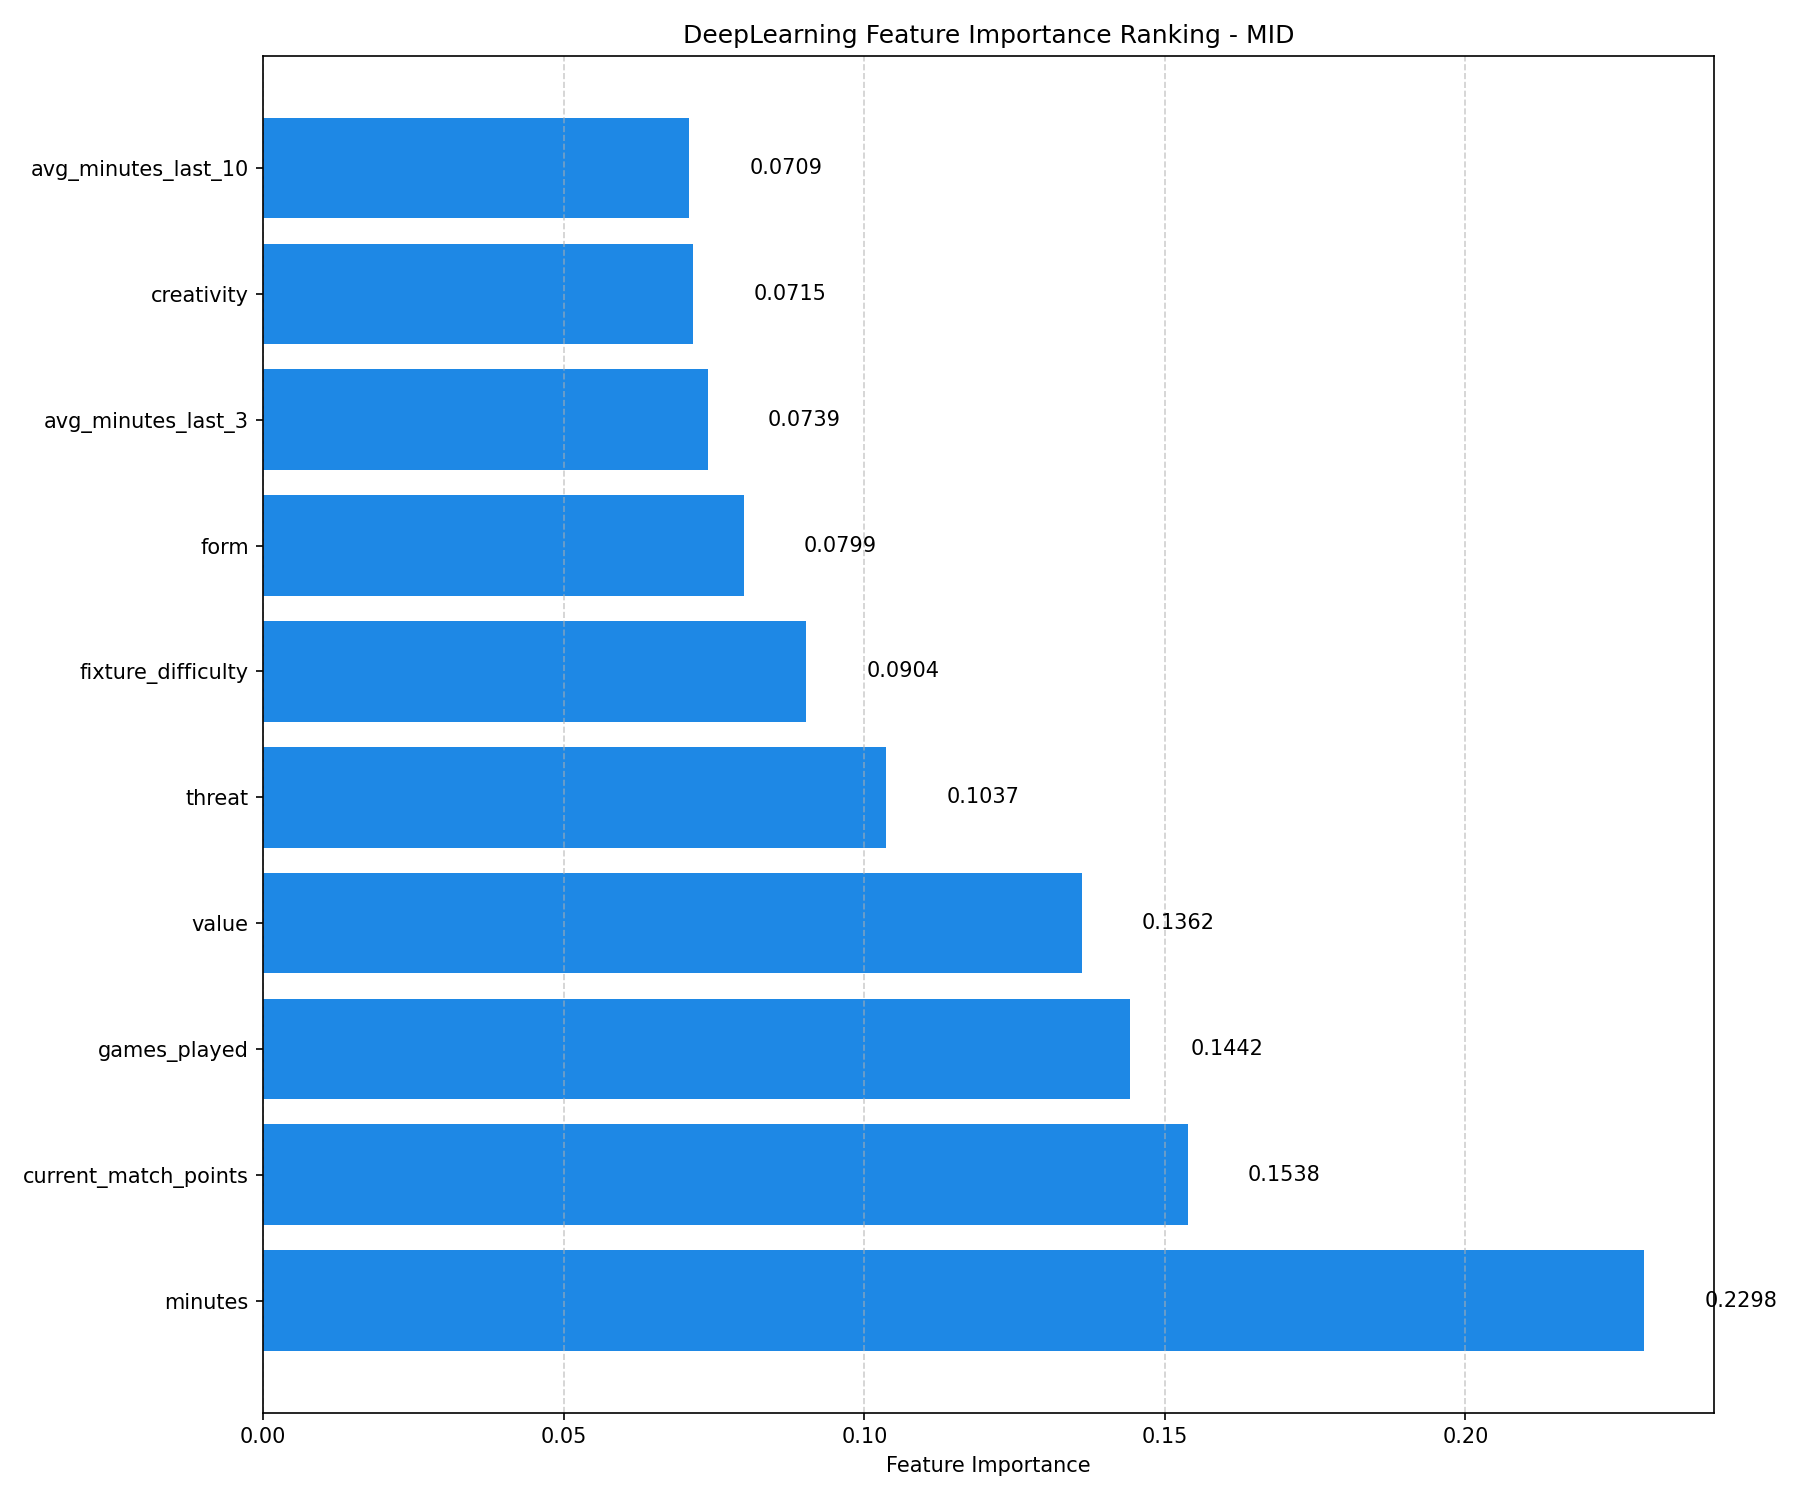 DeepLearning Feature Importance Ranking - MID
avg_minutes_last_10 0.0709
creativity 0.0715
avg_minutes_last_3 0.0739
form 0.0799
fixture_difficulty 0.0904
threat 0.1037
value 0.1362
games_played 0.1442
current_match_points 0.1538
minutes 0.2298
0.00 0.05 0.10 0.15 0.20
Feature Importance